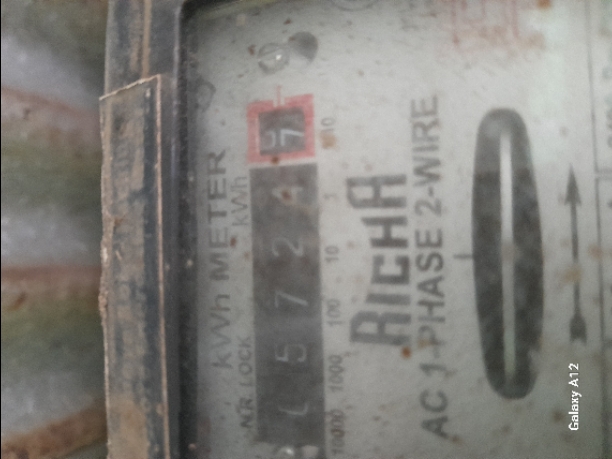 kWh METER
N.R. LOCK
kWh
5 7 2 4 7
10000 1000 100 10 1 1/10
RICHA
AC 1-PHASE 2-WIRE
Galaxy A12